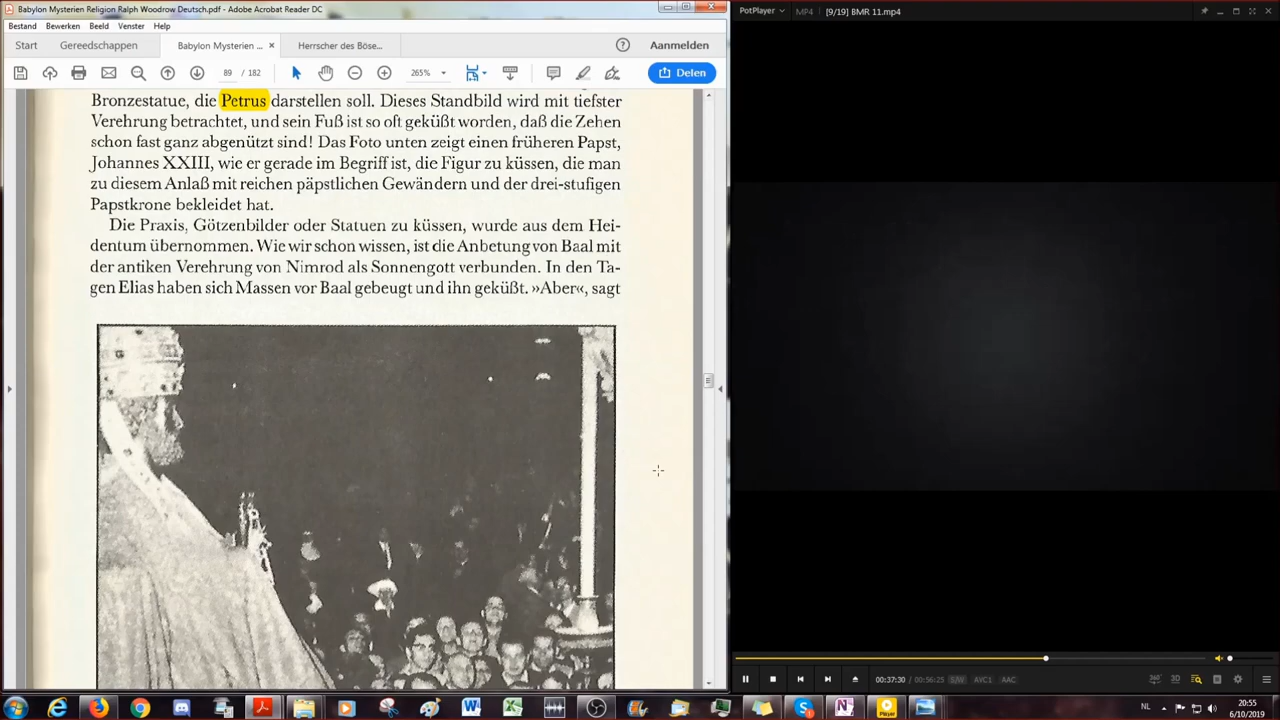 Babylon Mysterien Religion Ralph Woodrow Deutsch.pdf - Adobe Acrobat Reader DC
Bestand Bewerken Beeld Venster Help
Start Gereedschappen Babylon Mysterien ... × Herrscher des Böse... Anmelden
89 / 182 265% Delen
Bronzestatue, die Petrus darstellen soll. Dieses Standbild wird mit tiefster
Verehrung betrachtet, und sein Fuß ist so oft geküßt worden, daß die Zehen
schon fast ganz abgenützt sind! Das Foto unten zeigt einen früheren Papst,
Johannes XXIII, wie er gerade im Begriff ist, die Figur zu küssen, die man
zu diesem Anlaß mit reichen päpstlichen Gewändern und der drei-stufigen
Papstkrone bekleidet hat.
Die Praxis, Götzenbilder oder Statuen zu küssen, wurde aus dem Hei-
dentum übernommen. Wie wir schon wissen, ist die Anbetung von Baal mit
der antiken Verehrung von Nimrod als Sonnengott verbunden. In den Ta-
gen Elias haben sich Massen vor Baal gebeugt und ihn geküßt. »Aber«, sagt
PotPlayer MP4 [9/19] BMR 11.mp4
00:37:30 / 00:56:25 S/W AVC1 AAC
360° 3D
NL 20:55
6/10/2019